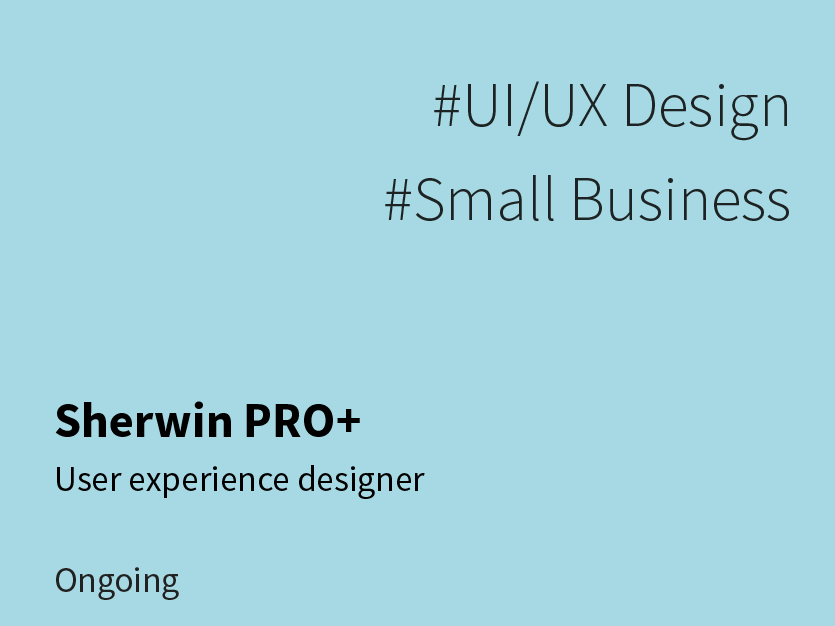 #UI/UX Design
#Small Business
Sherwin PRO+
User experience designer
Ongoing